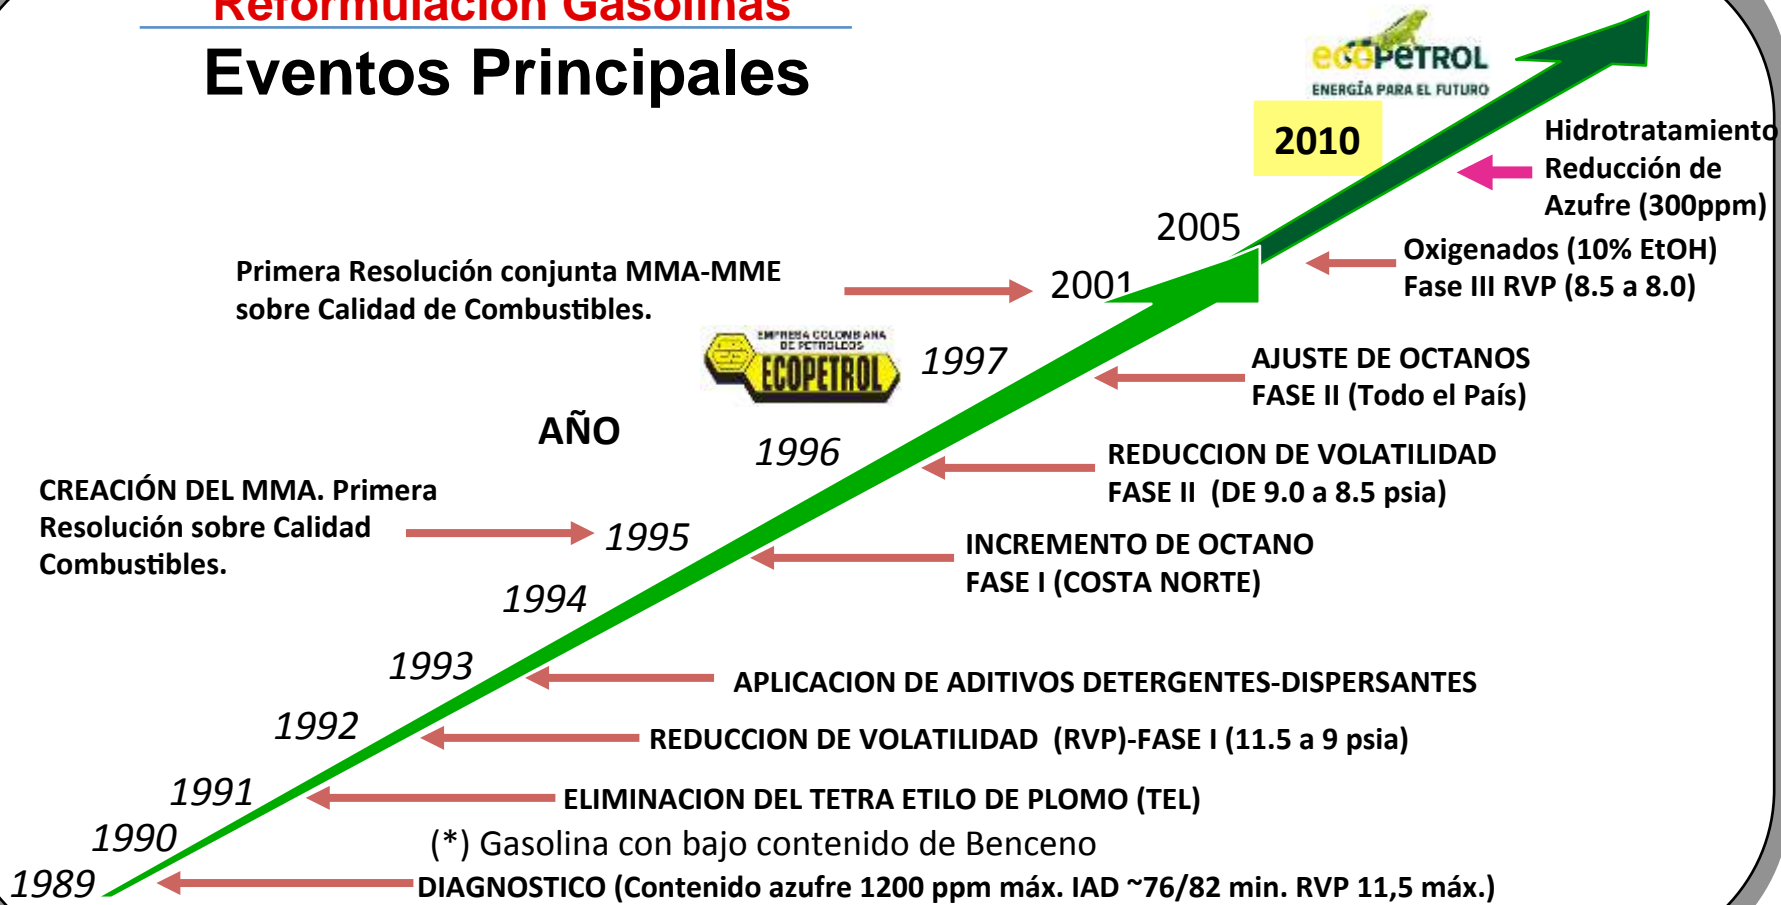 Reformulación Gasolinas
Eventos Principales
ecopetrol
ENERGÍA PARA EL FUTURO
2010
Hidrotratamiento
Reducción de
Azufre (300ppm)
2005
Oxigenados (10% EtOH)
Fase III RVP (8.5 a 8.0)
Primera Resolución conjunta MMA-MME
sobre Calidad de Combustibles.
2001
EMPRESA COLOMBIANA
DE PETROLEOS
ECOPETROL
1997
AJUSTE DE OCTANOS
FASE II (Todo el País)
AÑO
1996
REDUCCION DE VOLATILIDAD
FASE II (DE 9.0 a 8.5 psia)
CREACIÓN DEL MMA. Primera
Resolución sobre Calidad
Combustibles.
1995
INCREMENTO DE OCTANO
FASE I (COSTA NORTE)
1994
1993
APLICACION DE ADITIVOS DETERGENTES-DISPERSANTES
1992
REDUCCION DE VOLATILIDAD (RVP)-FASE I (11.5 a 9 psia)
1991
ELIMINACION DEL TETRA ETILO DE PLOMO (TEL)
1990
(*) Gasolina con bajo contenido de Benceno
1989
DIAGNOSTICO (Contenido azufre 1200 ppm máx. IAD ~76/82 min. RVP 11,5 máx.)